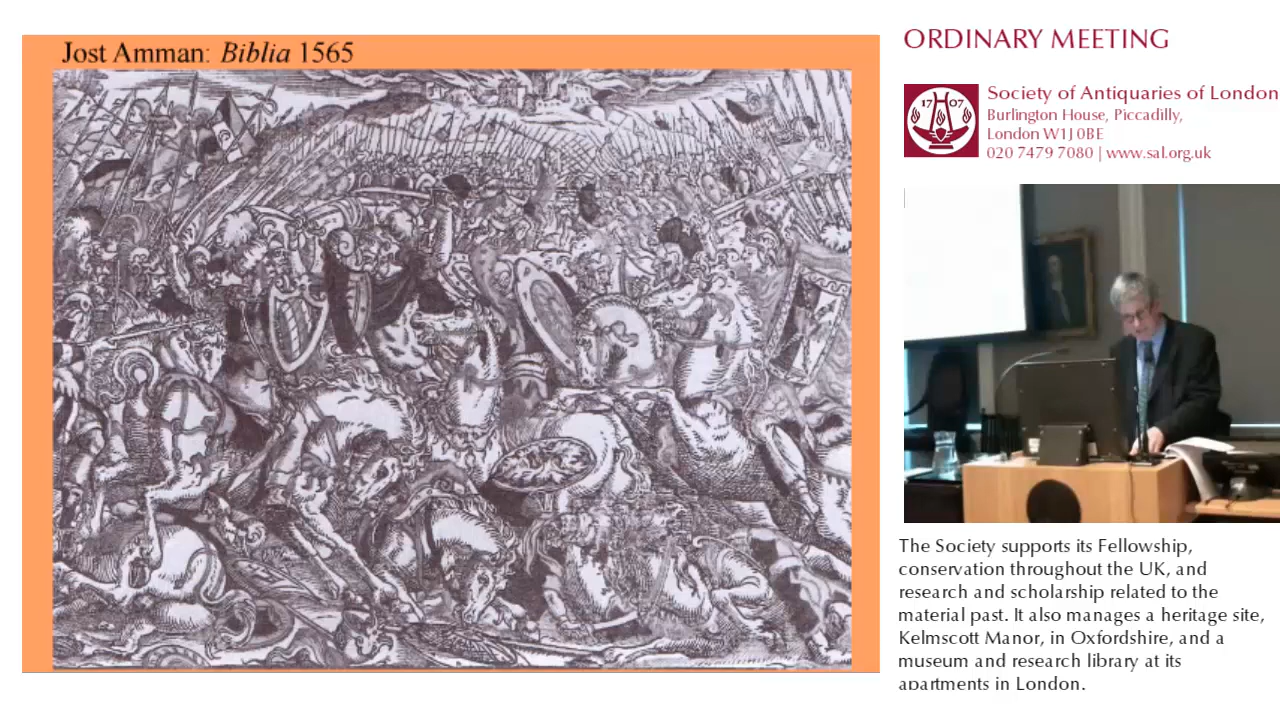 Jost Amman: Biblia 1565
ORDINARY MEETING
1707
Society of Antiquaries of London
Burlington House, Piccadilly,
London W1J 0BE
020 7479 7080 | www.sal.org.uk
The Society supports its Fellowship,
conservation throughout the UK, and
research and scholarship related to the
material past. It also manages a heritage site,
Kelmscott Manor, in Oxfordshire, and a
museum and research library at its
apartments in London.